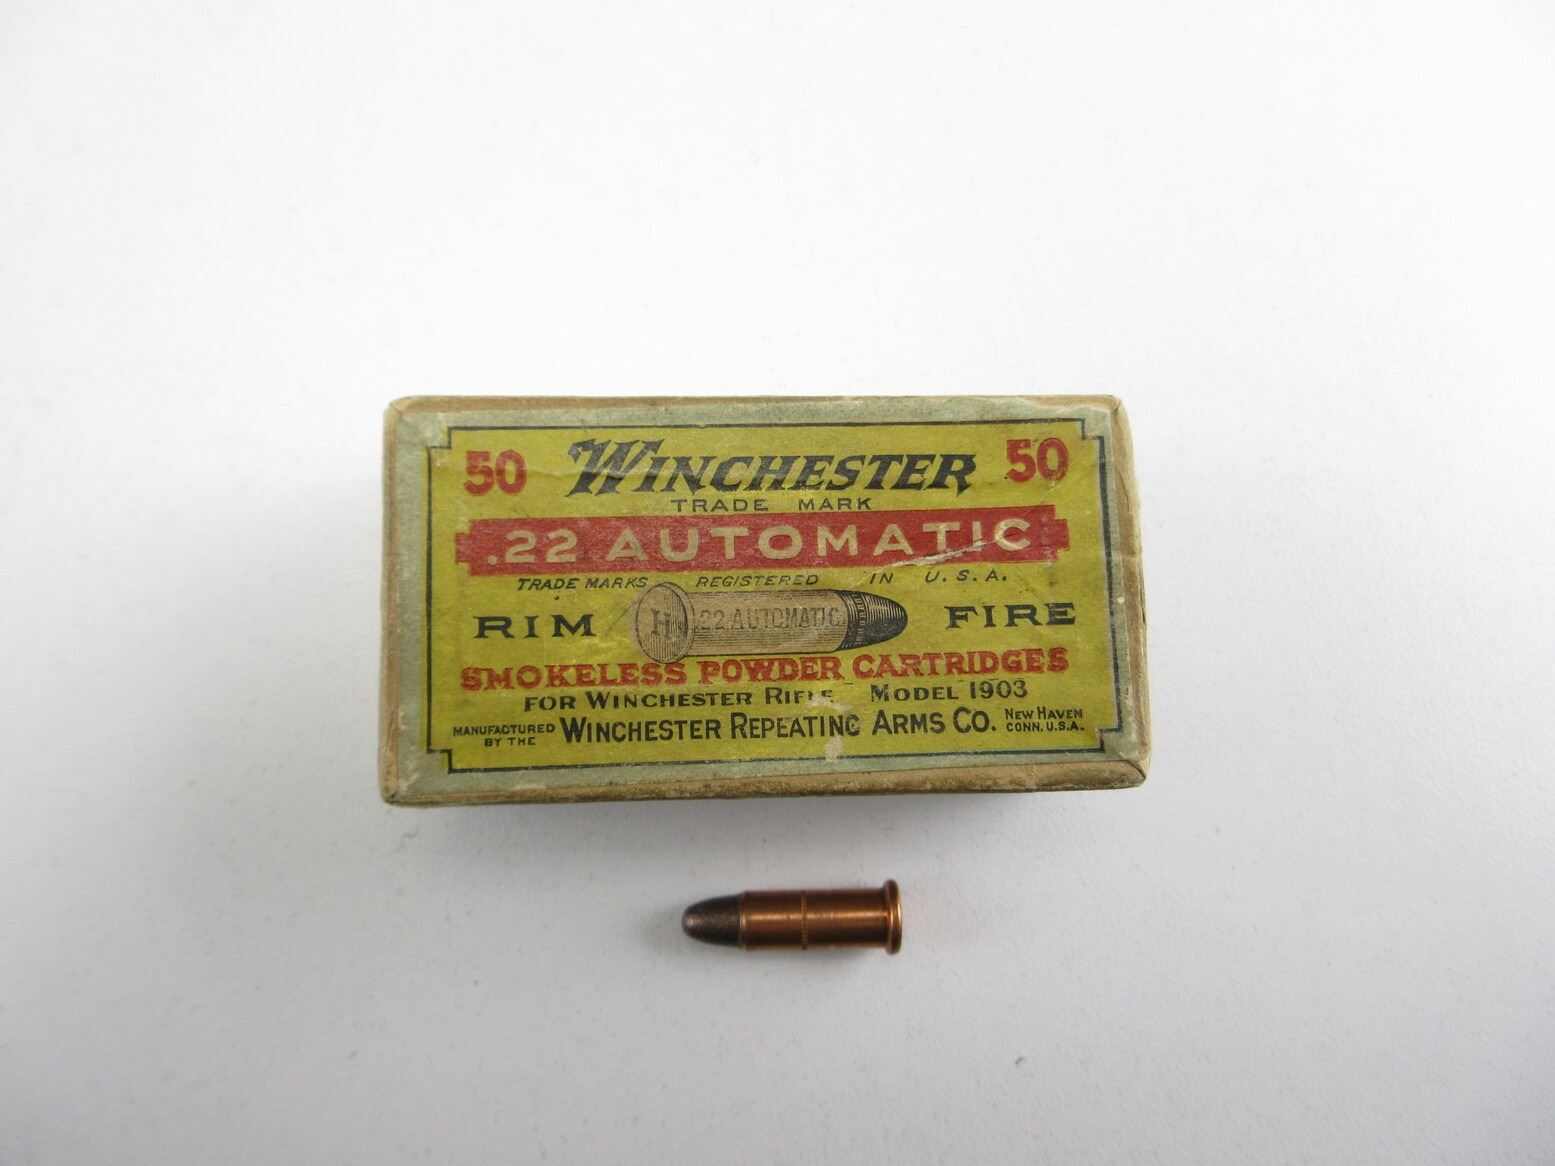 50 WINCHESTER 50
TRADE MARK
.22 AUTOMATIC
TRADE MARKS REGISTERED IN U.S.A.
RIM H .22 AUTOMATIC FIRE
SMOKELESS POWDER CARTRIDGES
FOR WINCHESTER RIFLE MODEL 1903
MANUFACTURED BY THE WINCHESTER REPEATING ARMS CO. NEW HAVEN CONN. U.S.A.